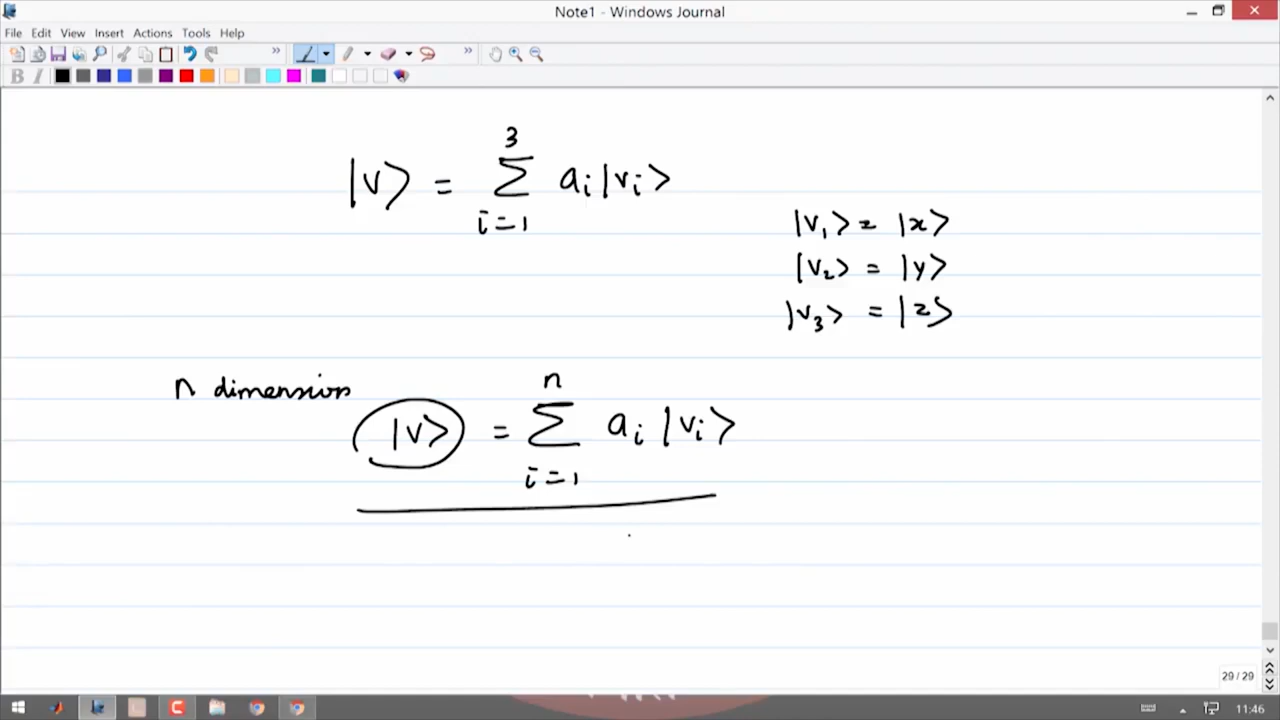 Note1 - Windows Journal
File Edit View Insert Actions Tools Help
|v> = 3 Σ i=1 ai|vi>
|v1> = |x>
|v2> = |y>
|v3> = |z>
n dimension
|v> = n Σ i=1 ai |vi>
29 / 29
11:46